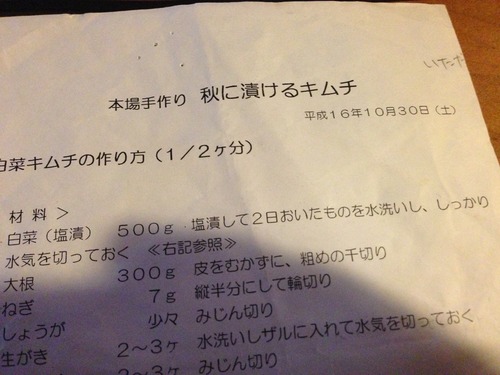 いただ
本場手作り 秋に漬けるキムチ
平成16年10月30日(土)
白菜キムチの作り方(1/2ヶ分)
材料>
白菜(塩漬) 500g 塩漬して2日おいたものを水洗いし、しっかり
水気を切っておく ≪右記参照≫
大根 300g 皮をむかずに、粗めの千切り
ねぎ 7g 縦半分にして輪切り
しょうが 少々 みじん切り
生がき 2~3ヶ 水洗いしザルに入れて水気を切っておく
2~3ヶ みじん切り